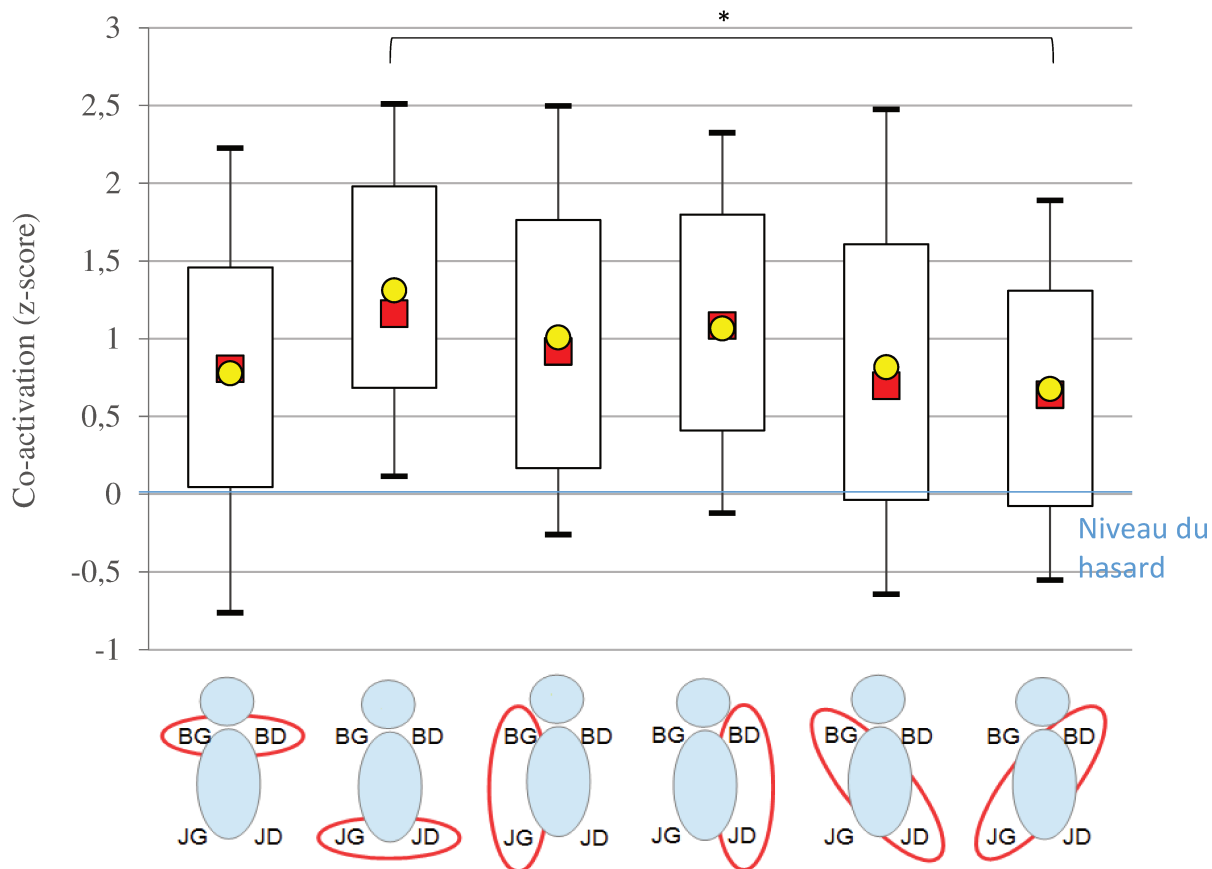 *
3
2,5
2
1,5
1
0,5
0
-0,5
-1
Co-activation (z-score)
Niveau du
hasard
BG BD BG BD BG BD BG BD BG BD BG BD
JG JD JG JD JG JD JG JD JG JD JG JD